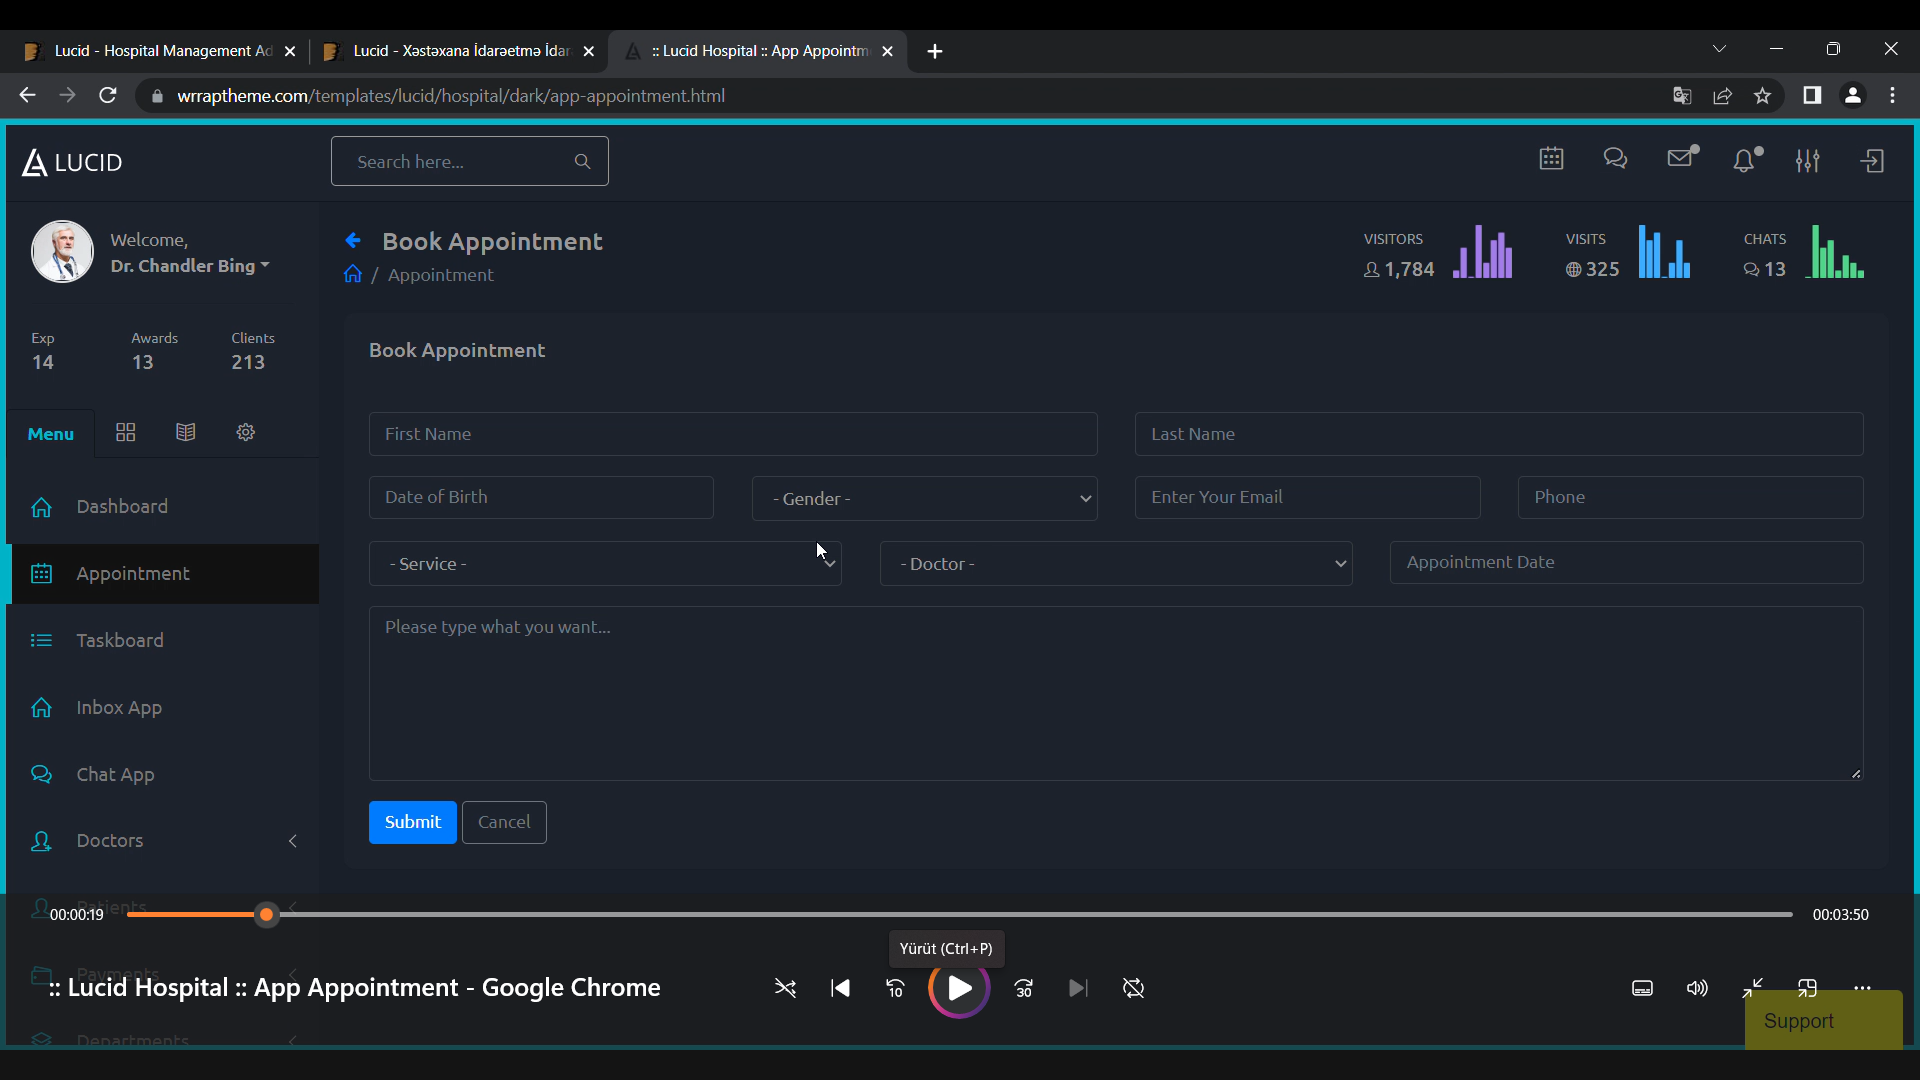 Lucid - Hospital Management Ad
Lucid - Xəstəxana İdarəetmə İdar
:: Lucid Hospital :: App Appointm
wrraptheme.com/templates/lucid/hospital/dark/app-appointment.html
LUCID
Search here...
Welcome,
Dr. Chandler Bing
Book Appointment
/ Appointment
VISITORS
1,784
VISITS
325
CHATS
13
Exp
14
Awards
13
Clients
213
Menu
Book Appointment
First Name
Last Name
Date of Birth
- Gender -
Enter Your Email
Phone
- Service -
- Doctor -
Appointment Date
Please type what you want...
Submit
Cancel
Dashboard
Appointment
Taskboard
Inbox App
Chat App
Doctors
Patients
00:00:19
00:03:50
Yürüt (Ctrl+P)
Payments
:: Lucid Hospital :: App Appointment - Google Chrome
10
30
Support
Departments